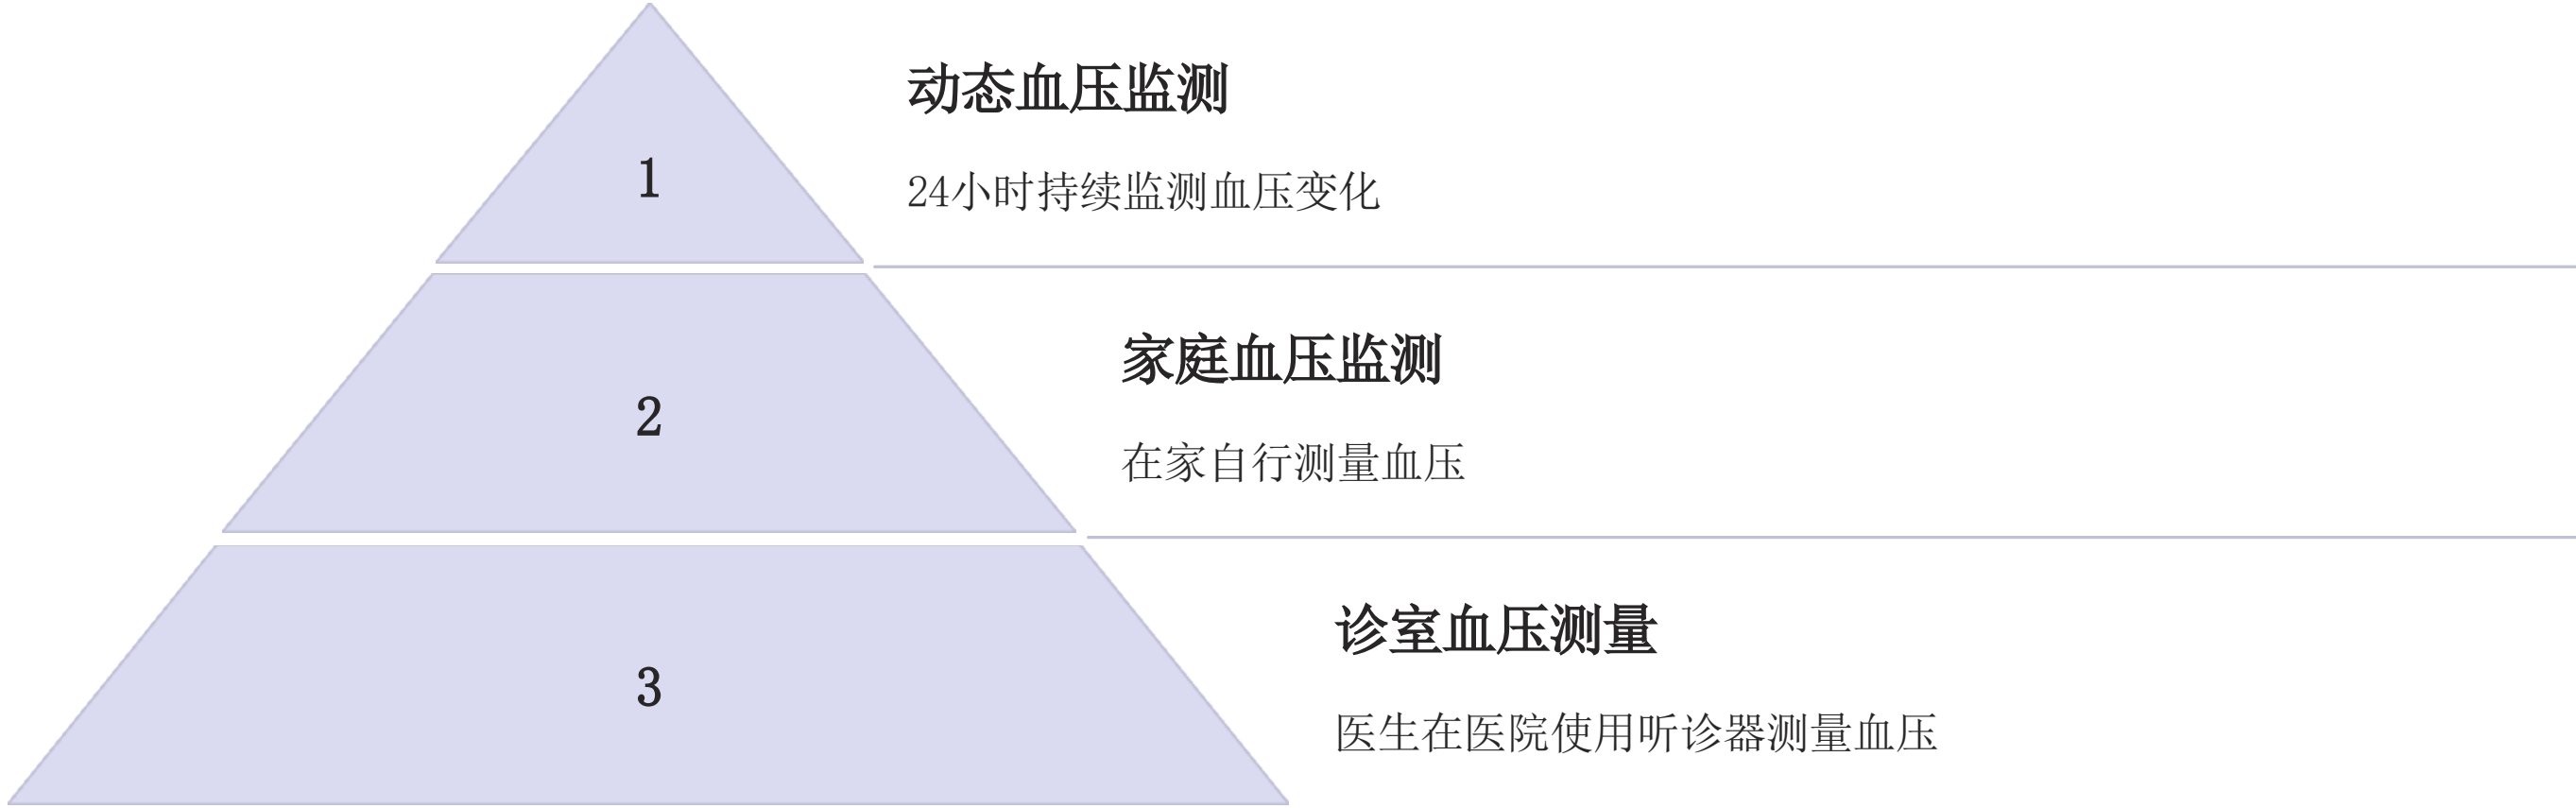 1
动态血压监测
24小时持续监测血压变化
2
家庭血压监测
在家自行测量血压
3
诊室血压测量
医生在医院使用听诊器测量血压